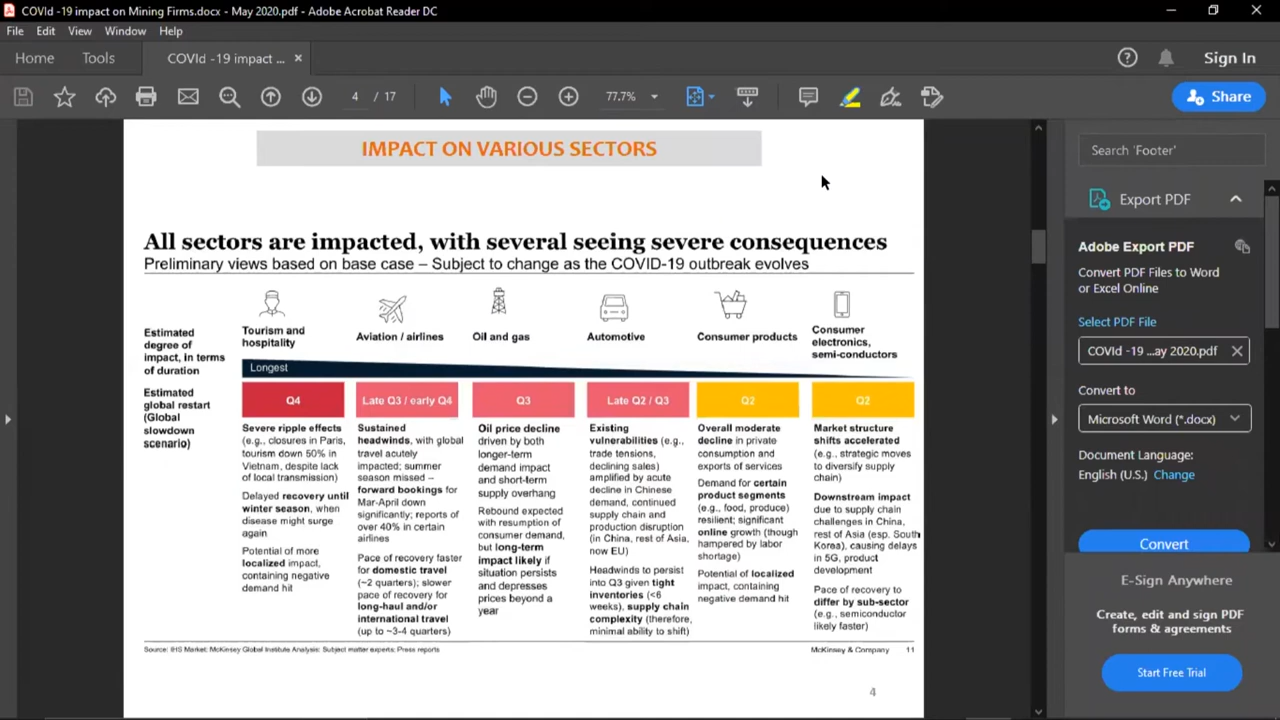 COVId -19 impact on Mining Firms.docx - May 2020.pdf - Adobe Acrobat Reader DC
File Edit View Window Help
Home Tools COVId -19 impact ... × Sign In
4 / 17 77.7% Share
IMPACT ON VARIOUS SECTORS
All sectors are impacted, with several seeing severe consequences
Preliminary views based on base case – Subject to change as the COVID-19 outbreak evolves
Estimated
degree of
impact, in terms
of duration
Tourism and
hospitality
Aviation / airlines
Oil and gas
Automotive
Consumer products
Consumer
electronics,
semi-conductors
Longest
Estimated
global restart
(Global
slowdown
scenario)
Q4
Late Q3 / early Q4
Q3
Late Q2 / Q3
Q2
Q2
Severe ripple effects
(e.g., closures in Paris,
tourism down 50% in
Vietnam, despite lack
of local transmission)
Delayed recovery until
winter season, when
disease might surge
again
Potential of more
localized impact,
containing negative
demand hit
Sustained
headwinds, with global
travel acutely
impacted; summer
season missed –
forward bookings for
Mar-April down
significantly; reports of
over 40% in certain
airlines
Pace of recovery faster
for domestic travel
(~2 quarters); slower
pace of recovery for
long-haul and/or
international travel
(up to ~3-4 quarters)
Oil price decline
driven by both
longer-term
demand impact
and short-term
supply overhang
Rebound expected
with resumption of
consumer demand,
but long-term
impact likely if
situation persists
and depresses
prices beyond a
year
Existing
vulnerabilities (e.g.,
trade tensions,
declining sales)
amplified by acute
decline in Chinese
demand, continued
supply chain and
production disruption
(in China, rest of Asia,
now EU)
Headwinds to persist
into Q3 given tight
inventories (<6
weeks), supply chain
complexity (therefore,
minimal ability to shift)
Overall moderate
decline in private
consumption and
exports of services
Demand for certain
product segments
(e.g., food, produce)
resilient; significant
online growth (though
hampered by labor
shortage)
Potential of localized
impact, containing
negative demand hit
Market structure
shifts accelerated
(e.g., strategic moves
to diversify supply
chain)
Downstream impact
due to supply chain
challenges in China,
rest of Asia (esp. South
Korea), causing delays
in 5G, product
development
Pace of recovery to
differ by sub-sector
(e.g., semiconductor
likely faster)
Source: IHS Market; McKinsey Global Institute Analysis: Subject matter experts; Press reports
McKinsey & Company 11
4
Search 'Footer'
Export PDF
Adobe Export PDF
Convert PDF Files to Word
or Excel Online
Select PDF File
COVId -19 ...ay 2020.pdf ×
Convert to
Microsoft Word (*.docx)
Document Language:
English (U.S.) Change
Convert
E-Sign Anywhere
Create, edit and sign PDF
forms & agreements
Start Free Trial